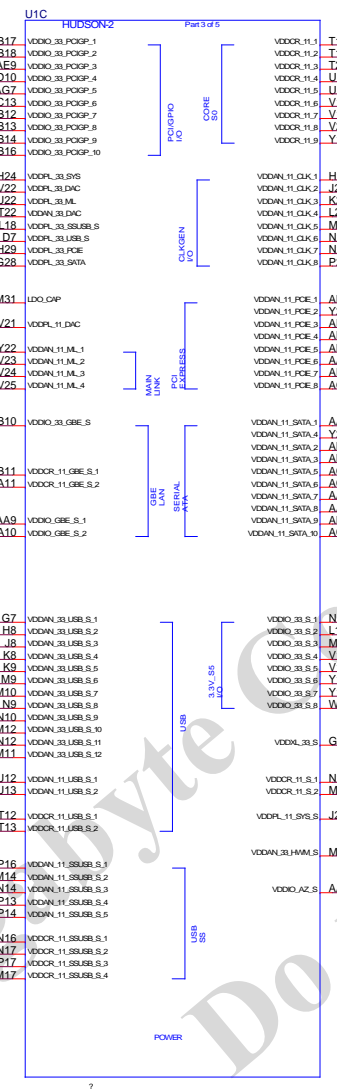 U1C
HUDSON-2
Part 3 of 5
VDDIO_33_PCIGP_1
B18 VDDIO_33_PCIGP_2
AE9 VDDIO_33_PCIGP_3
VDDIO_33_PCIGP_4
AG7 VDDIO_33_PCIGP_5
VDDIO_33_PCIGP_6
B12 VDDIO_33_PCIGP_7
B13 VDDIO_33_PCIGP_8
B14 VDDIO_33_PCIGP_9
B16 VDDIO_33_PCIGP_10
PCI/GPIO
I/O
CORE
S0
VDDCR_11_1
VDDCR_11_2
VDDCR_11_3
VDDCR_11_4
VDDCR_11_5
VDDCR_11_6
VDDCR_11_7
VDDCR_11_8
VDDCR_11_9
H24 VDDPL_33_SYS
V22 VDDPL_33_DAC
U22 VDDPL_33_ML
T22 VDDAN_33_DAC
L18 VDDPL_33_SSUSB_S
D7 VDDPL_33_USB_S
VDDPL_33_PCIE
VDDPL_33_SATA
CLKGEN
I/O
VDDAN_11_CLK_1
VDDAN_11_CLK_2
VDDAN_11_CLK_3
VDDAN_11_CLK_4
VDDAN_11_CLK_5
VDDAN_11_CLK_6
VDDAN_11_CLK_7
VDDAN_11_CLK_8
M31 LDO_CAP
V21 VDDPL_11_DAC
Y22 VDDAN_11_ML_1
V23 VDDAN_11_ML_2
V24 VDDAN_11_ML_3
V25 VDDAN_11_ML_4
MAIN
LINK
PCI
EXPRESS
VDDAN_11_PCIE_1
VDDAN_11_PCIE_2
VDDAN_11_PCIE_3
VDDAN_11_PCIE_4
VDDAN_11_PCIE_5
VDDAN_11_PCIE_6
VDDAN_11_PCIE_7
VDDAN_11_PCIE_8
VDDIO_33_GBE_S
VDDCR_11_GBE_S_1
VDDCR_11_GBE_S_2
AA9 VDDIO_GBE_S_1
VDDIO_GBE_S_2
GBE
LAN
SERIAL
ATA
VDDAN_11_SATA_1
VDDAN_11_SATA_4
VDDAN_11_SATA_2
VDDAN_11_SATA_3
VDDAN_11_SATA_5
VDDAN_11_SATA_6
VDDAN_11_SATA_7
VDDAN_11_SATA_8
VDDAN_11_SATA_9
VDDAN_11_SATA_10
G7 VDDAN_33_USB_S_1
H8 VDDAN_33_USB_S_2
J8 VDDAN_33_USB_S_3
K8 VDDAN_33_USB_S_4
K9 VDDAN_33_USB_S_5
M9 VDDAN_33_USB_S_6
M10 VDDAN_33_USB_S_7
N9 VDDAN_33_USB_S_8
N10 VDDAN_33_USB_S_9
M12 VDDAN_33_USB_S_10
N12 VDDAN_33_USB_S_11
M11 VDDAN_33_USB_S_12
U12 VDDAN_11_USB_S_1
U13 VDDAN_11_USB_S_2
T12 VDDCR_11_USB_S_1
T13 VDDCR_11_USB_S_2
USB
3.3V_S5
I/O
VDDIO_33_S_1
VDDIO_33_S_2
VDDIO_33_S_3
VDDIO_33_S_4
VDDIO_33_S_5
VDDIO_33_S_6
VDDIO_33_S_7
VDDIO_33_S_8
VDDXL_33_S
VDDCR_11_S_1
VDDCR_11_S_2
VDDPL_11_SYS_S
VDDAN_33_HWM_S
VDDIO_AZ_S
P16 VDDAN_11_SSUSB_S_1
M14 VDDAN_11_SSUSB_S_2
N14 VDDAN_11_SSUSB_S_3
P13 VDDAN_11_SSUSB_S_4
P14 VDDAN_11_SSUSB_S_5
N16 VDDCR_11_SSUSB_S_1
N17 VDDCR_11_SSUSB_S_2
P17 VDDCR_11_SSUSB_S_3
M17 VDDCR_11_SSUSB_S_4
USB
SS
POWER
?
Do